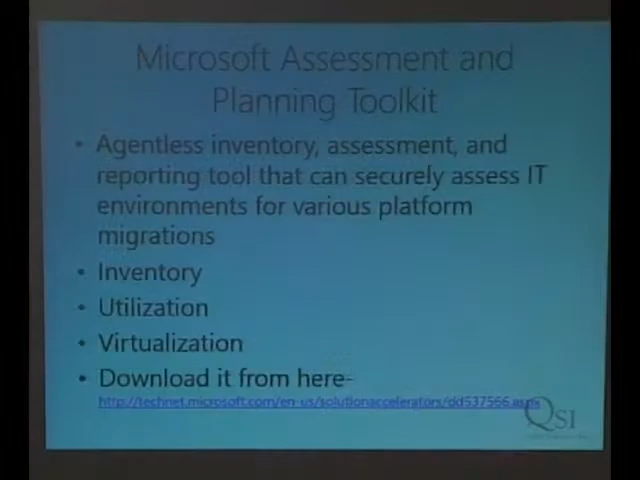 Microsoft Assessment and
Planning Toolkit
• Agentless inventory, assessment, and
reporting tool that can securely assess IT
environments for various platform
migrations
• Inventory
• Utilization
• Virtualization
• Download it from here-
http://technet.microsoft.com/en-us/solutionaccelerators/dd537566.aspx
QSI